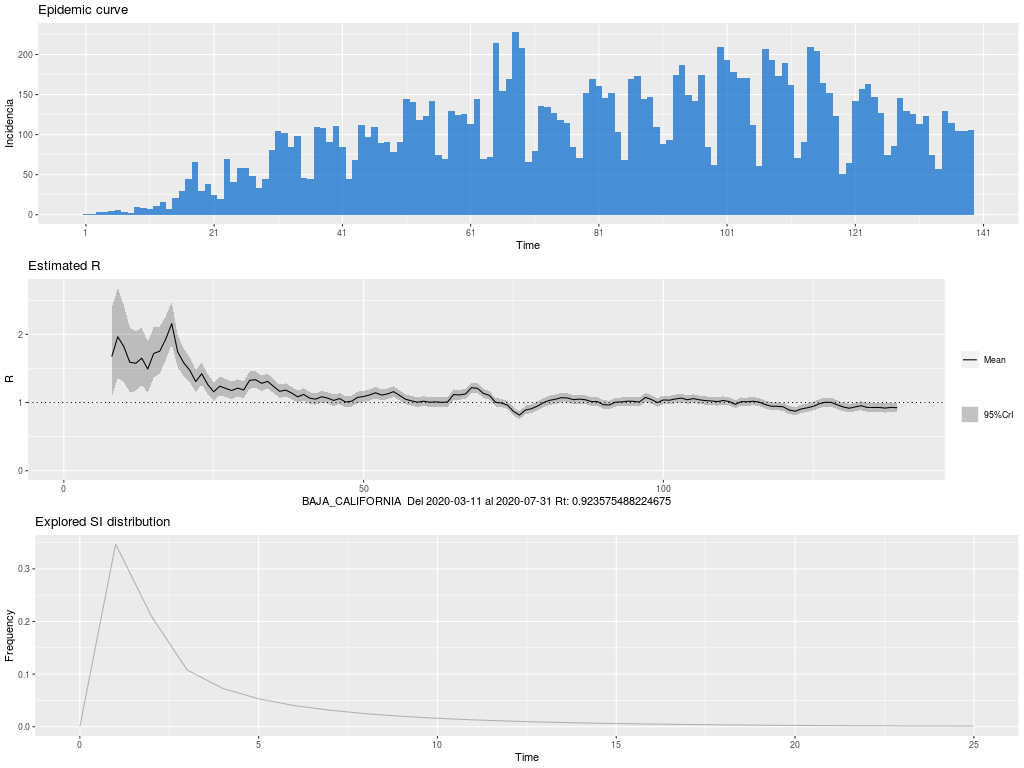 Epidemic curve
Incidencia
200
150
100
50
0
1 21 41 61 81 101 121 141
Time
Estimated R
R
2
1
0
0 50 100
BAJA_CALIFORNIA Del 2020-03-11 al 2020-07-31 Rt: 0.923575488224675
Mean
95%CrI
Explored SI distribution
Frequency
0.3
0.2
0.1
0.0
0 5 10 15 20 25
Time